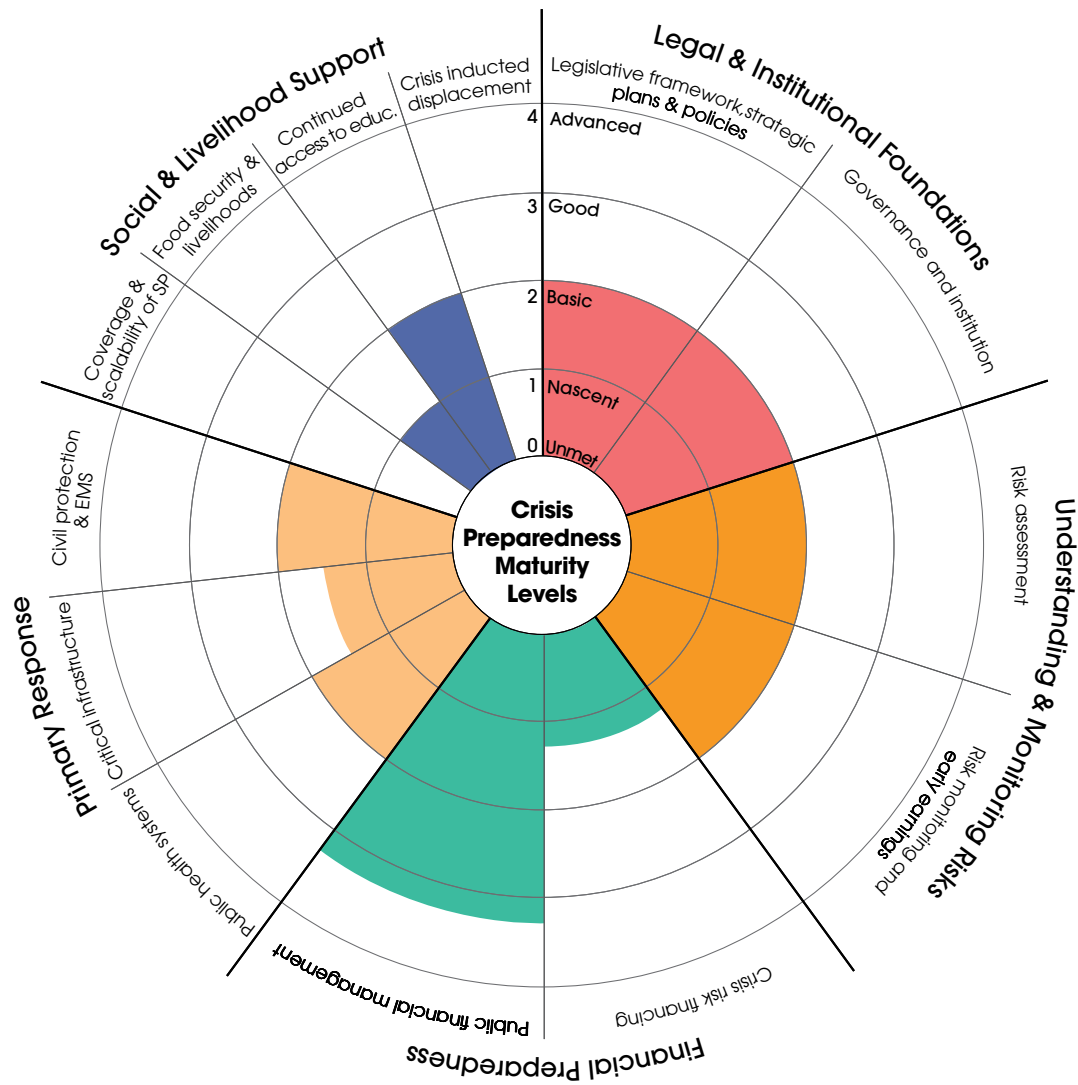 Legal & Institutional Foundations
Legislative framework,strategic
plans & policies
Governance and Institution
Understanding & Monitoring Risks
Risk assessment
Risk monitoring and
early earnings
Financial Preparedness
Crisis risk financing
Public financial management
Primary Response
Public health systems
Critical infrastructure
Civil protection
& EMS
Social & Livelihood Support
Coverage &
scalability of SP
Food security &
livelihoods
Continued
access to educ.
Crisis inducted
displacement
4 Advanced
3 Good
2 Basic
1 Nascent
0 Unmet
Crisis
Preparedness
Maturity
Levels